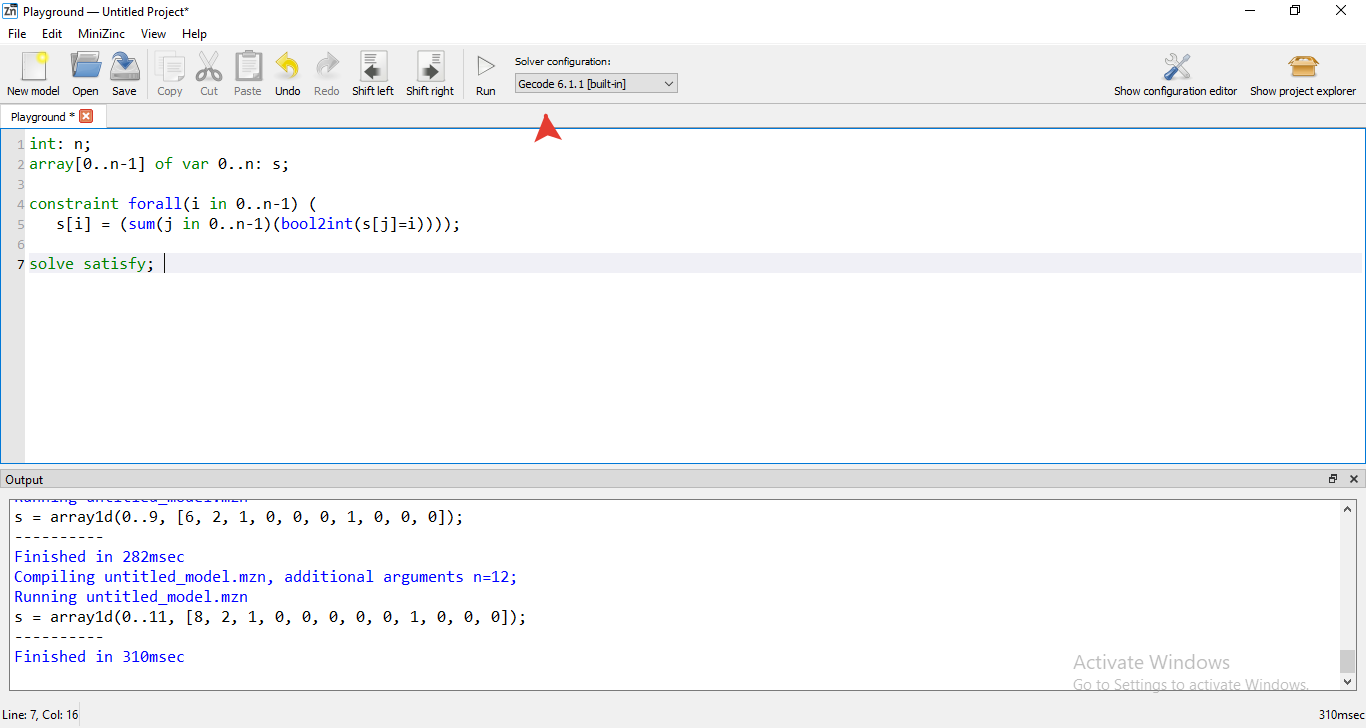 Zn Playground — Untitled Project*
File Edit MiniZinc View Help
New model Open Save Copy Cut Paste Undo Redo Shift left Shift right Run
Solver configuration:
Gecode 6.1.1 [built-in]
Show configuration editor Show project explorer
Playground *
1 int: n;
2 array[0..n-1] of var 0..n: s;
3
4 constraint forall(i in 0..n-1) (
5 s[i] = (sum(j in 0..n-1)(bool2int(s[j]=i))));
6
7 solve satisfy;
Output
Running untitled_model.mzn
s = array1d(0..9, [6, 2, 1, 0, 0, 0, 1, 0, 0, 0]);
----------
Finished in 282msec
Compiling untitled_model.mzn, additional arguments n=12;
Running untitled_model.mzn
s = array1d(0..11, [8, 2, 1, 0, 0, 0, 0, 0, 1, 0, 0, 0]);
----------
Finished in 310msec
Activate Windows
Go to Settings to activate Windows.
Line: 7, Col: 16
310msec